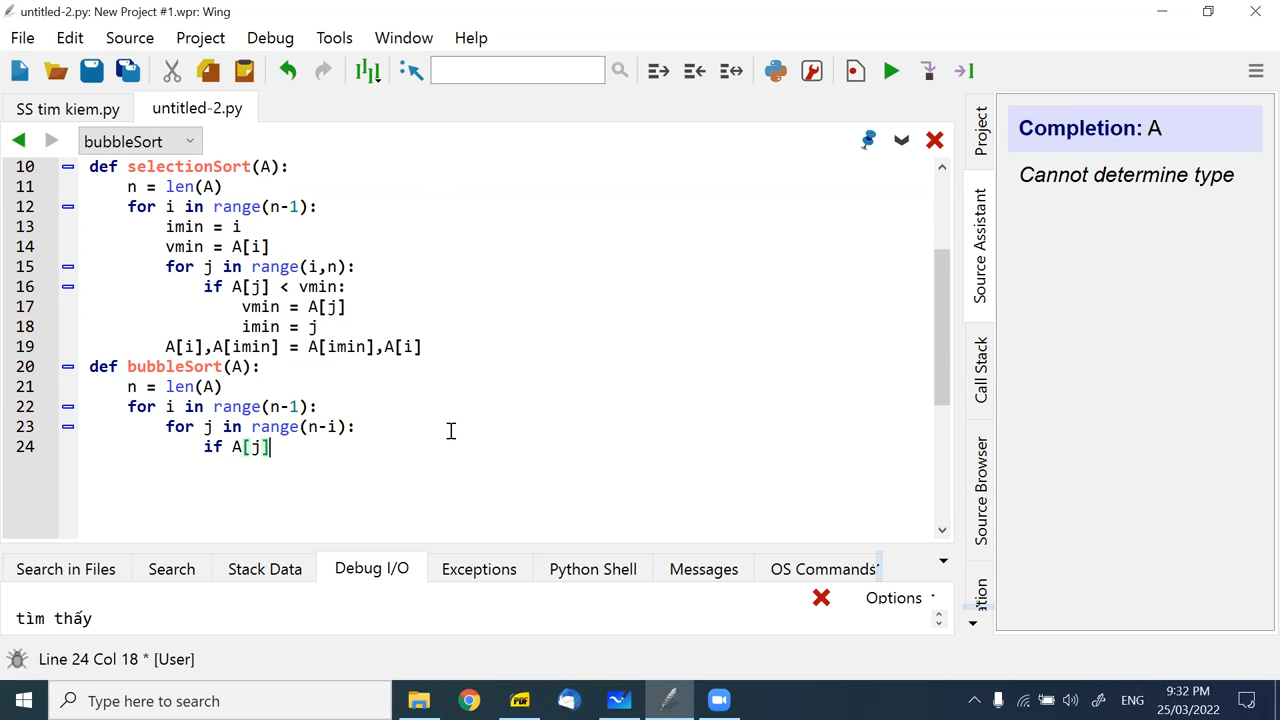 untitled-2.py: New Project #1.wpr: Wing
File Edit Source Project Debug Tools Window Help
SS tim kiem.py untitled-2.py
bubbleSort
10 def selectionSort(A):
11 n = len(A)
12 for i in range(n-1):
13 imin = i
14 vmin = A[i]
15 for j in range(i,n):
16 if A[j] < vmin:
17 vmin = A[j]
18 imin = j
19 A[i],A[imin] = A[imin],A[i]
20 def bubbleSort(A):
21 n = len(A)
22 for i in range(n-1):
23 for j in range(n-i):
24 if A[j]
Project
Source Assistant
Call Stack
Source Browser
Completion: A
Cannot determine type
Search in Files Search Stack Data Debug I/O Exceptions Python Shell Messages OS Commands
Options
tìm thấy
Line 24 Col 18 * [User]
Type here to search
PDF
ENG
9:32 PM
25/03/2022